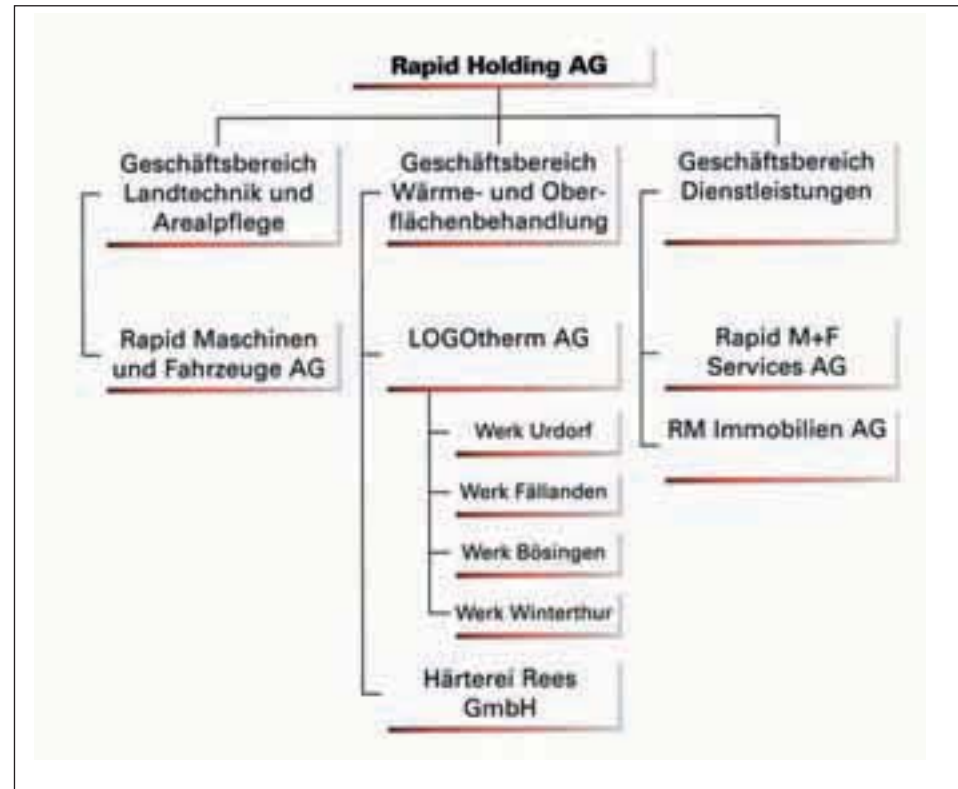 Rapid Holding AG
Geschäftsbereich
Landtechnik und
Arealpflege
Geschäftsbereich
Wärme- und Ober-
flächenbehandlung
Geschäftsbereich
Dienstleistungen
Rapid Maschinen
und Fahrzeuge AG
LOGOtherm AG
Werk Urdorf
Werk Fällanden
Werk Bösingen
Werk Winterthur
Härterei Rees
GmbH
Rapid M+F
Services AG
RM Immobilien AG